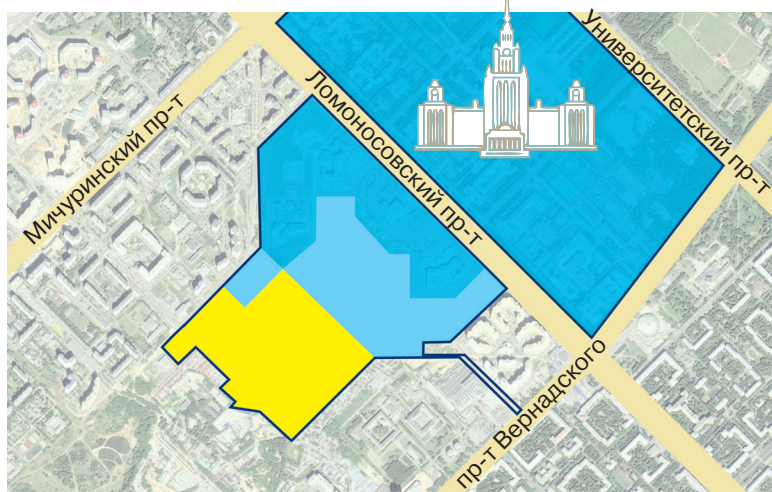 Университетский пр-т
Ломоносовский пр-т
Мичуринский пр-т
пр-т Вернадского